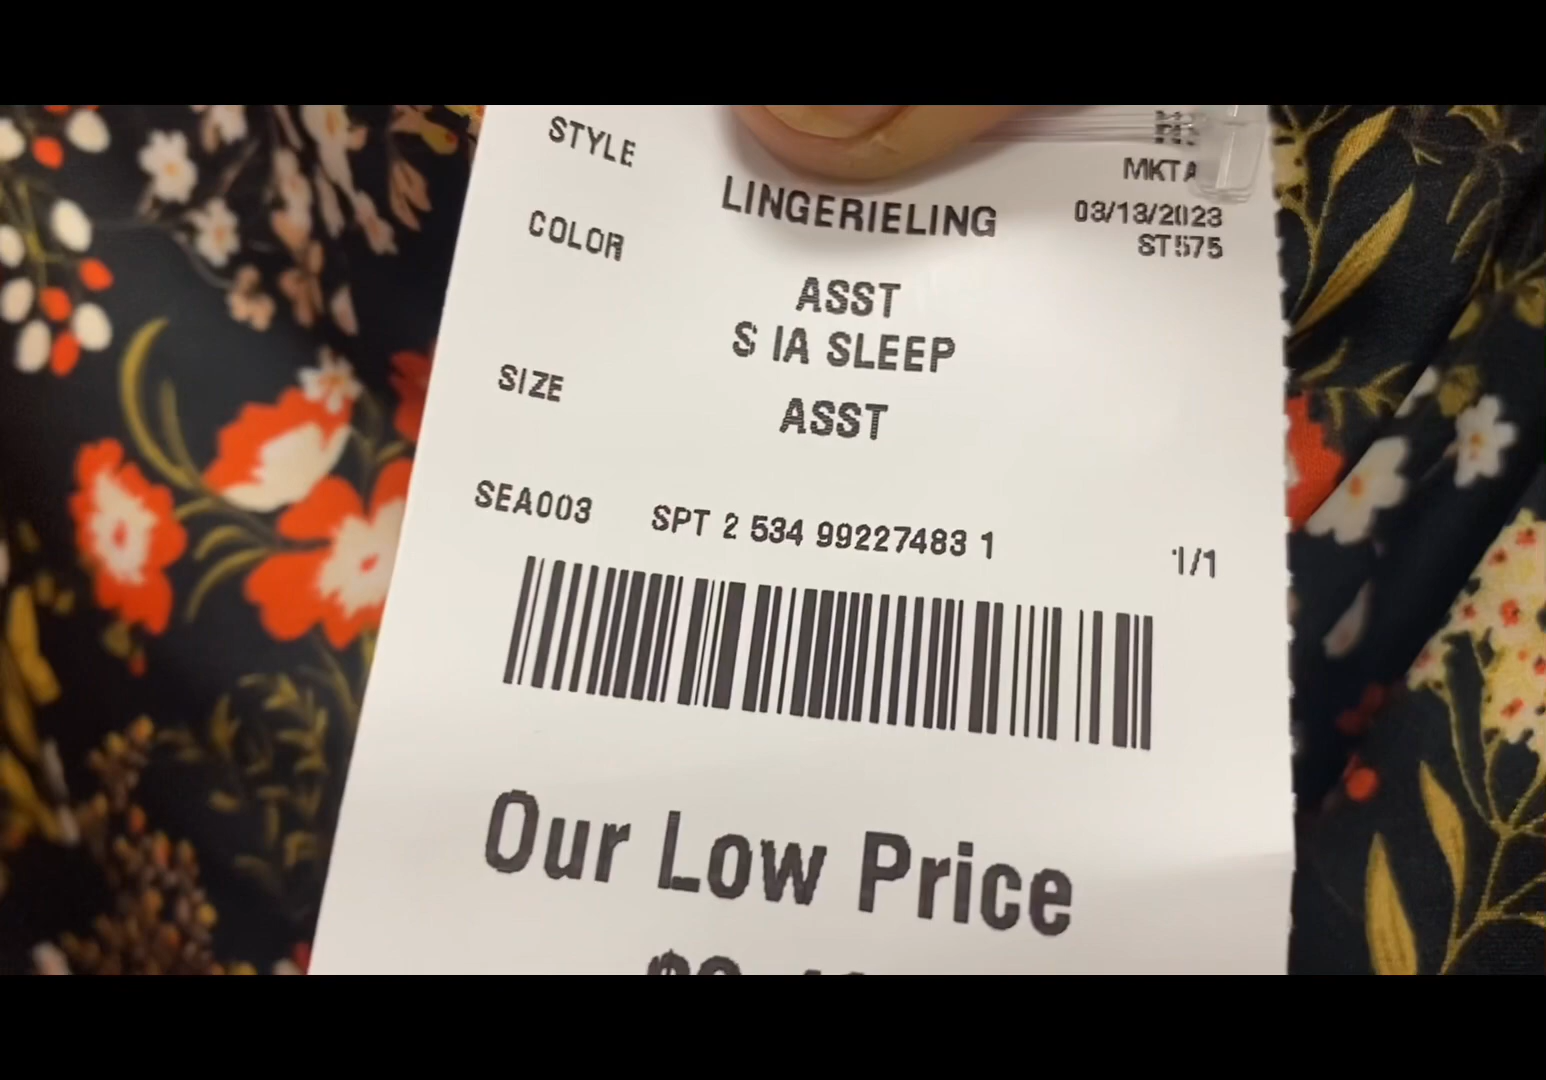 STYLE
LINGERIELING
MKTA
03/13/2023
ST575
COLOR
ASST
S IA SLEEP
SIZE
ASST
SEA003 SPT 2 534 99227483 1 1/1
Our Low Price